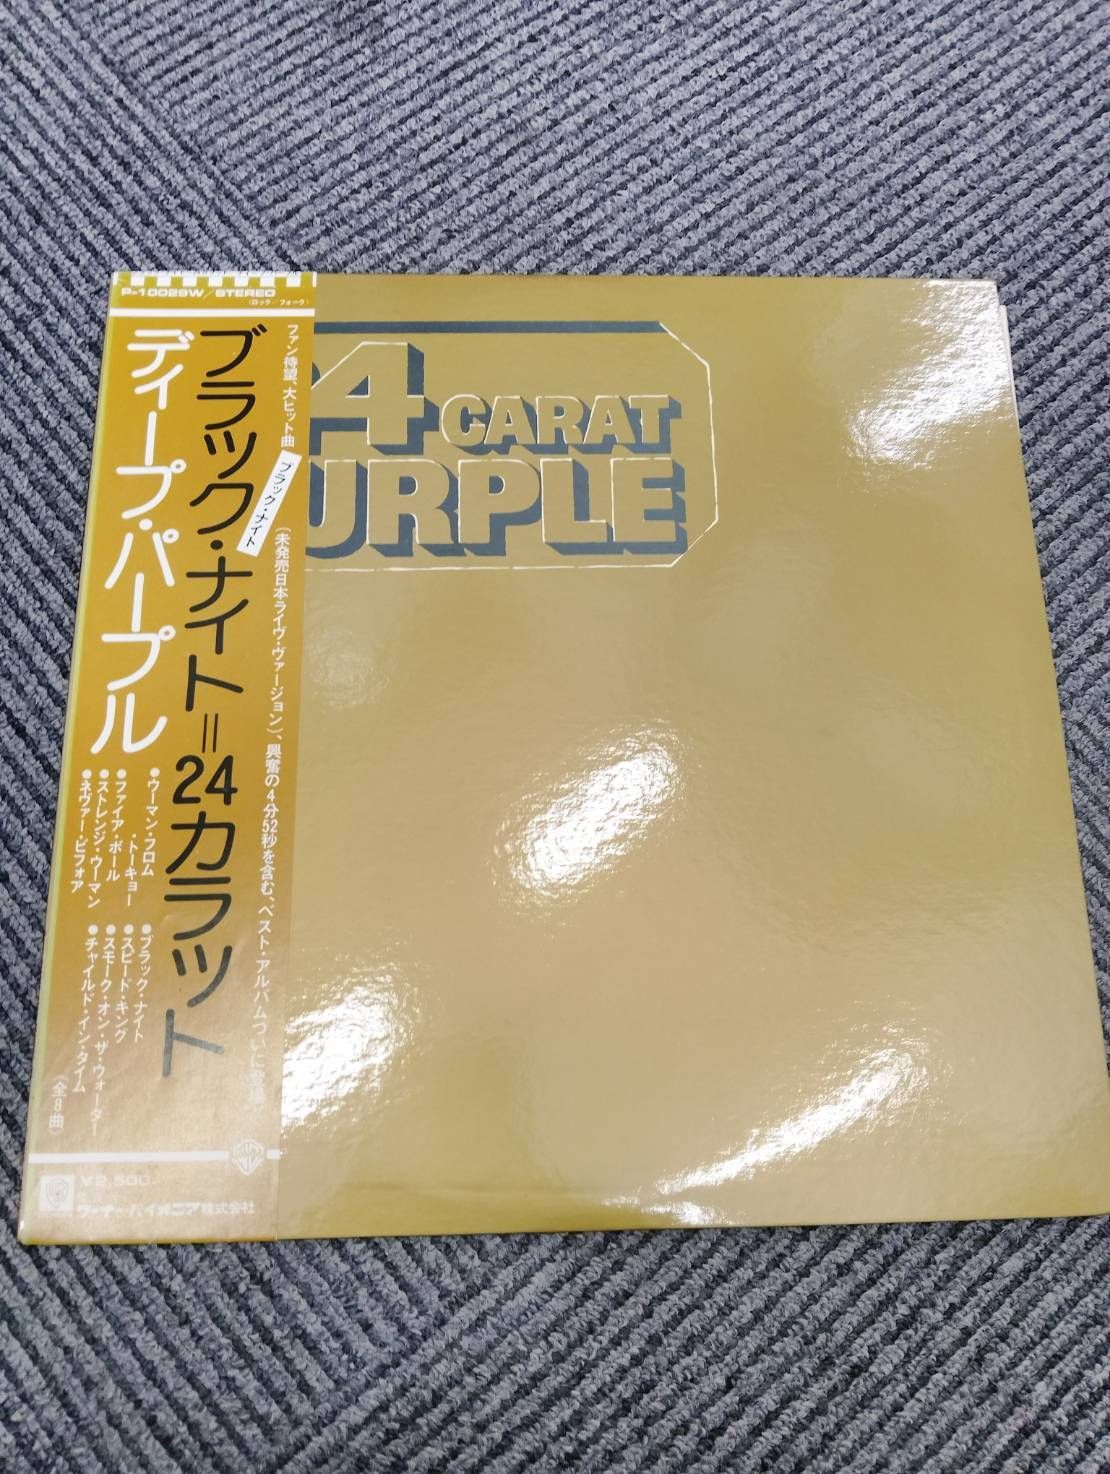 P-10029W/STEREO
(ロック/フォーク)
ファン待望、大ヒット曲
ブラック・ナイト
(未発売日本ライヴ・ヴァージョン)、興奮の4分52秒を含む、ベスト・アルバムついに
ブラック・ナイト=24カラット
ディープ・パープル
●ウーマン・フロム
・トーキョー
●ファイア・ボール
●ストレンジ・ウーマン
●ネヴァー・ビフォア
●ブラック・ナイト
●スピード・キング
●スモーク・オン・ザ・ウォーター
●チャイルド・イン・タイム
(全8曲)
¥2,500
ワーナー・パイオニア株式会社
4 CARAT
URPLE